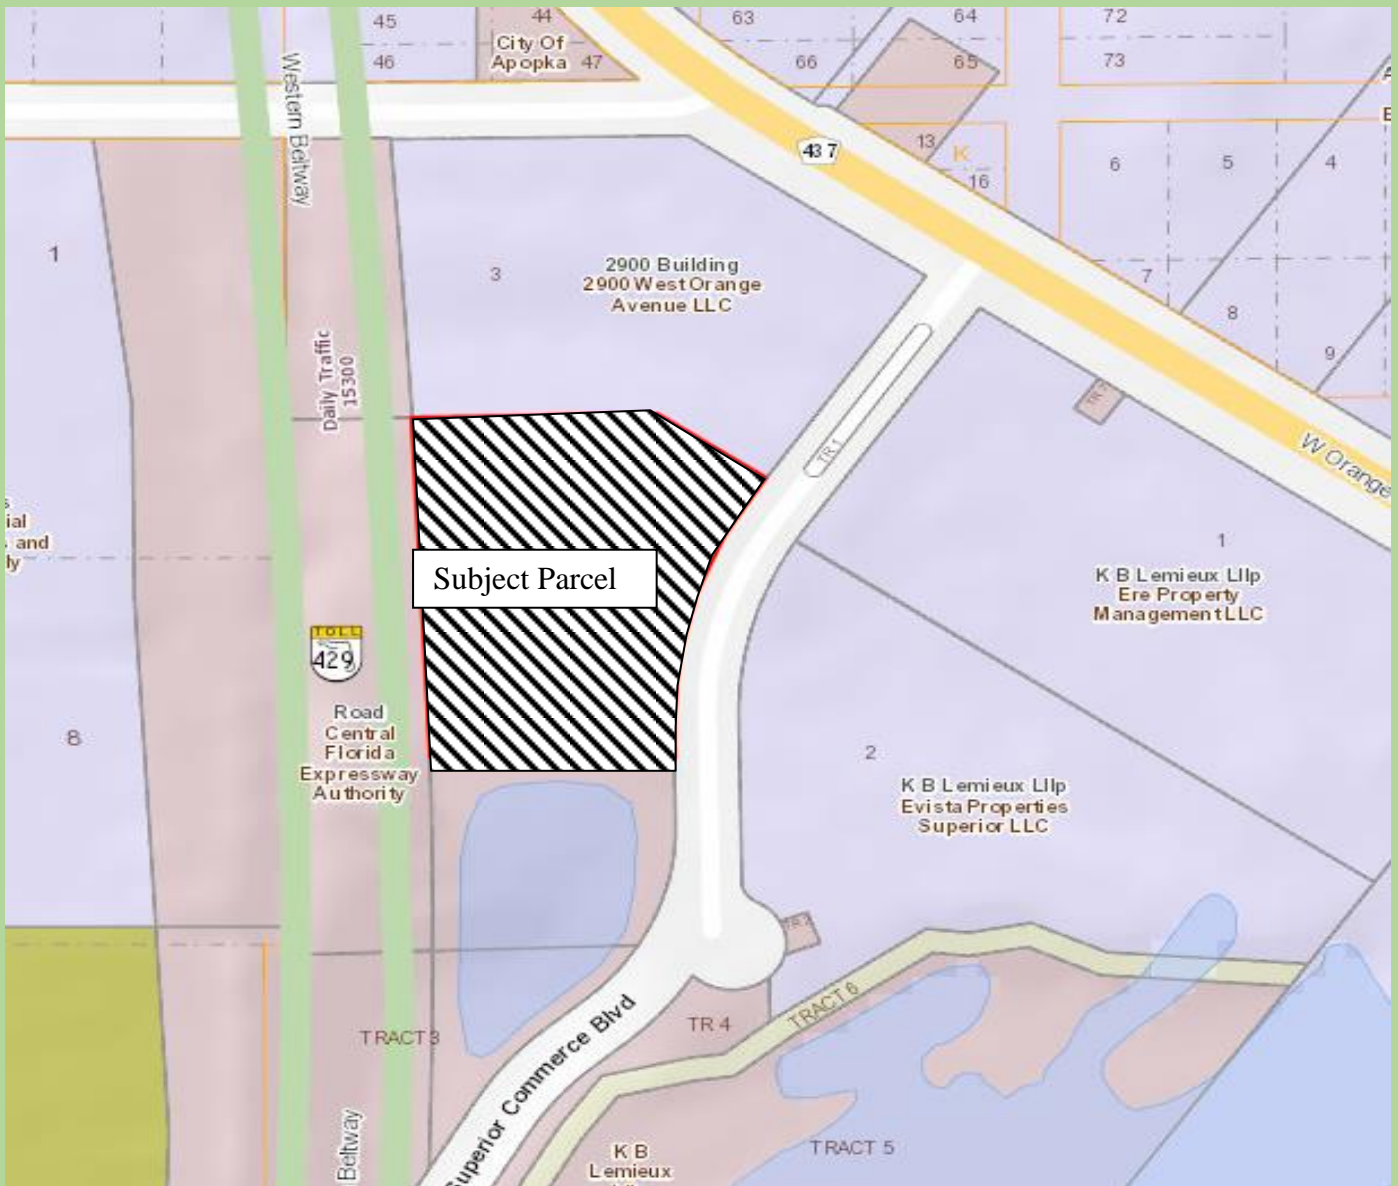 45
44
63
64
72
City Of
Apopka
46
47
66
65
73
Western Beltway
437
13
K
16
6
5
4
1
3
2900 Building
2900 West Orange
Avenue LLC
7
8
9
Daily Traffic
15300
TR 1
W Orange
ial
and
ly
Subject Parcel
1
K B Lemieux Lllp
Ere Property
Management LLC
TOLL
429
Road
Central
Florida
Expressway
Authority
8
2
K B Lemieux Lllp
Evista Properties
Superior LLC
TRACT 6
TRACT 3
TR 4
Superior Commerce Blvd
Beltway
TRACT 5
K B
Lemieux